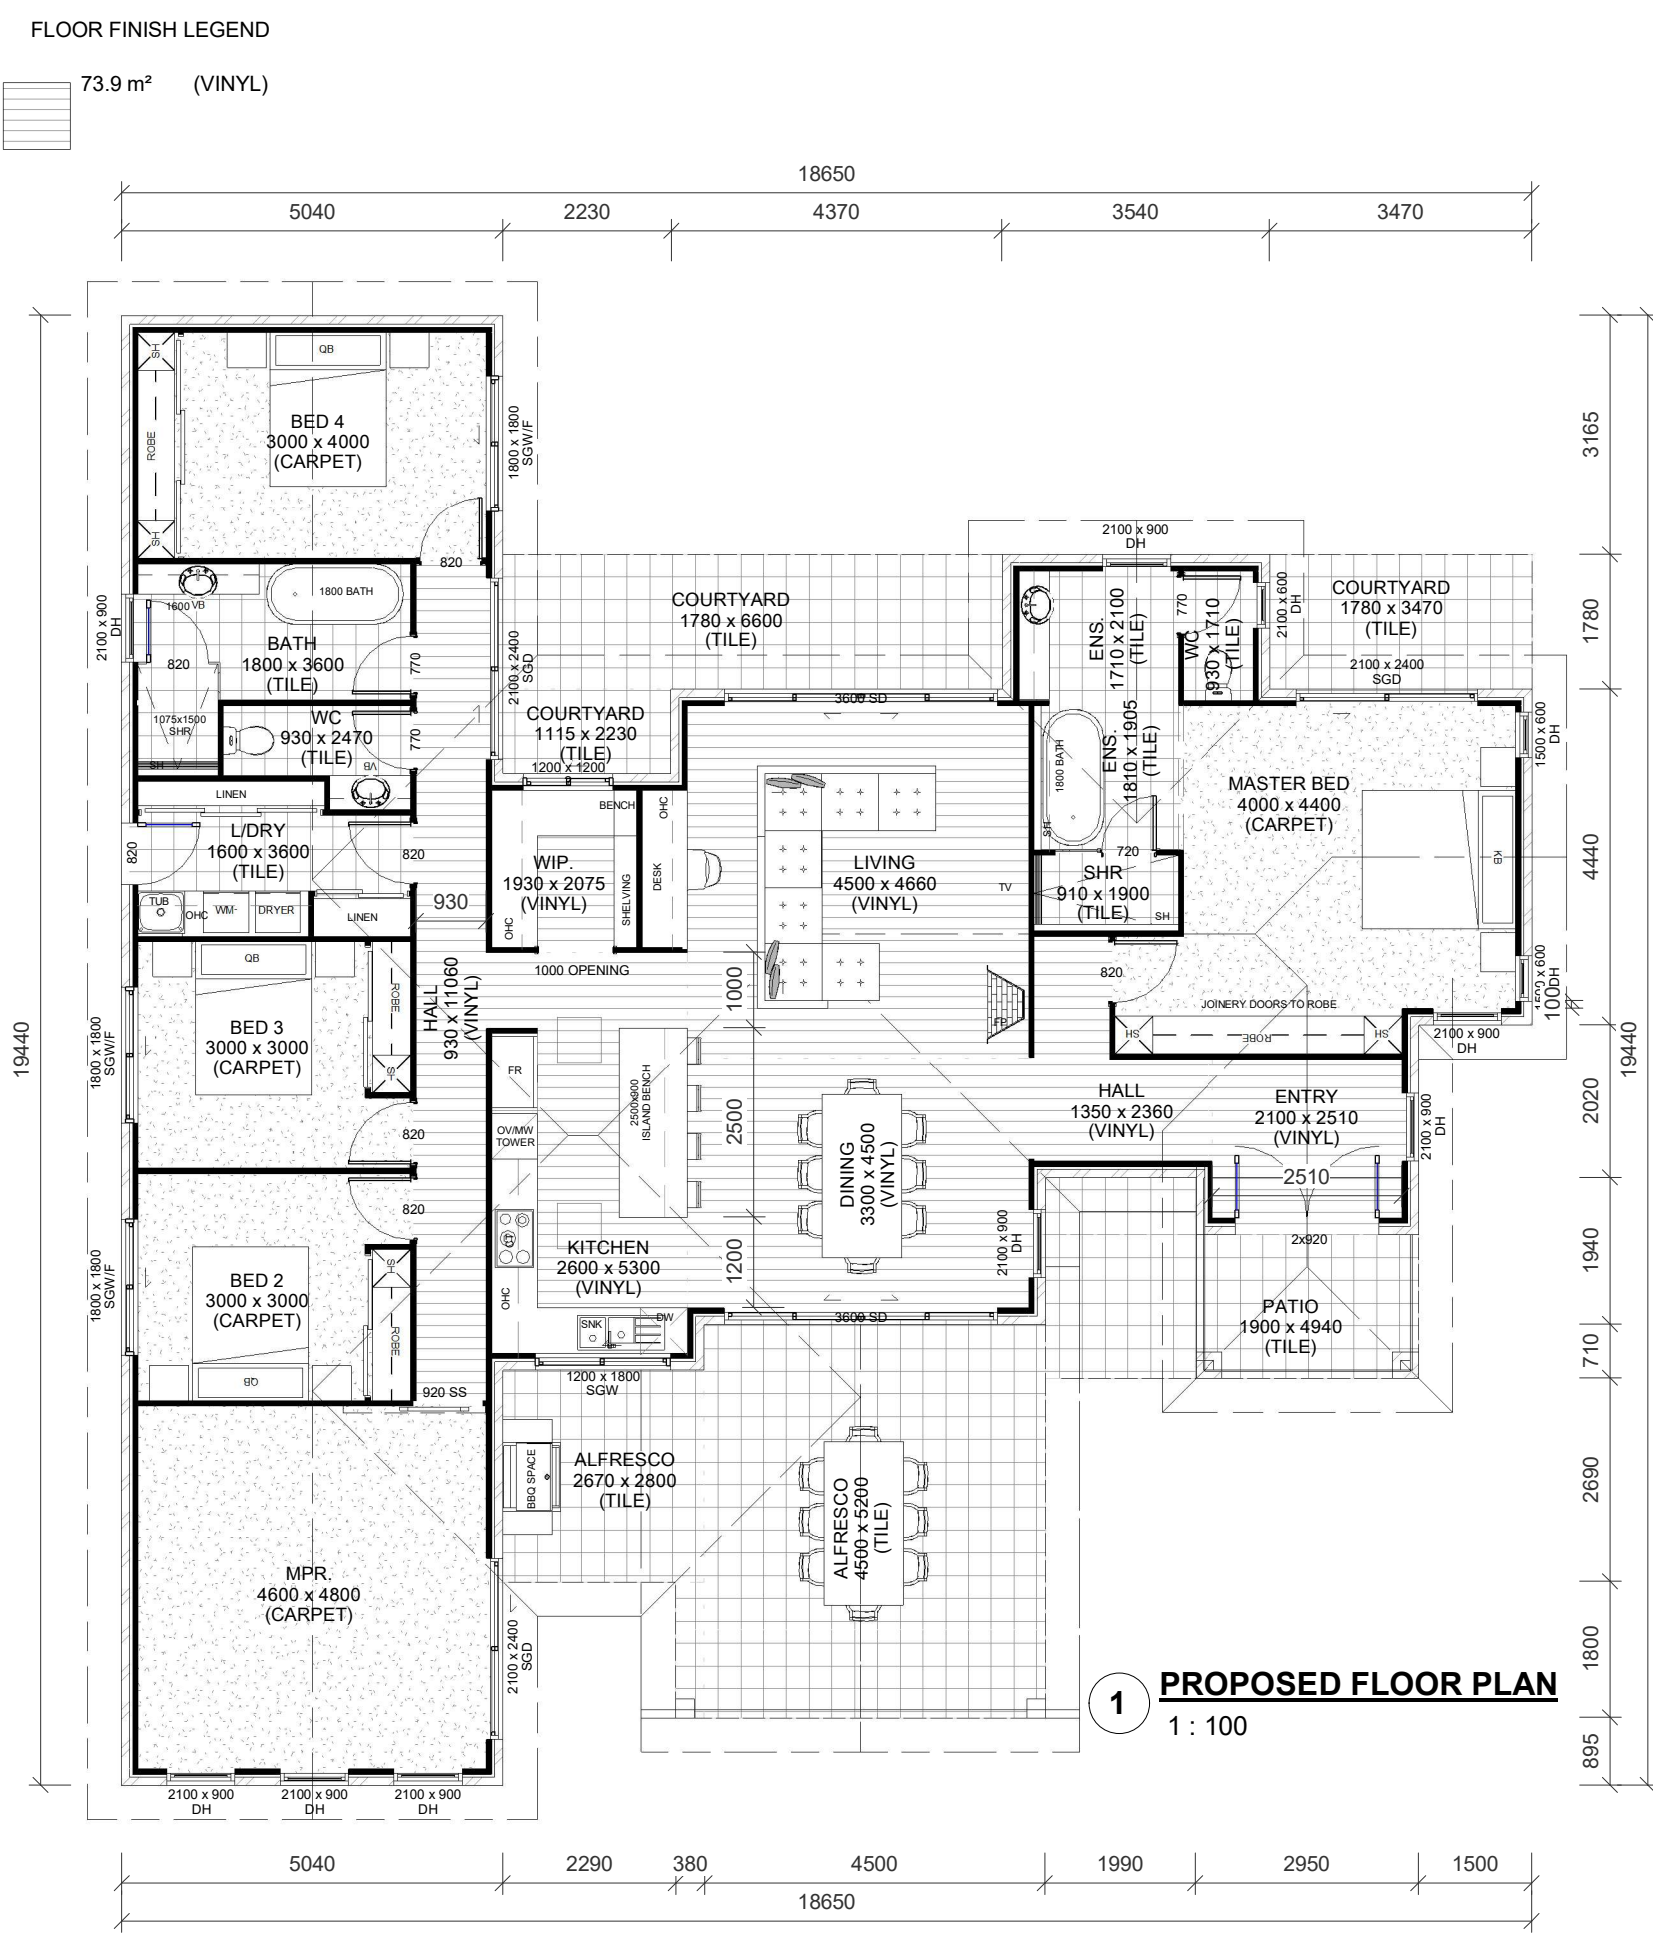 FLOOR FINISH LEGEND
73.9 m² (VINYL)
18650
5040 2230 4370 3540 3470
SH
QB
BED 4
3000 x 4000
(CARPET)
ROBE
SH
1800 x 1800
SGW/F
820
3165
2100 x 900
DH
1600 VB
1800 BATH
BATH
1800 x 3600
(TILE)
820
770
2100 x 900
DH
2100 x 2400
SGD
COURTYARD
1780 x 6600
(TILE)
ENS.
1710 x 2100
(TILE)
770
WC
930 x 1710
(TILE)
2100 x 600
DH
COURTYARD
1780 x 3470
(TILE)
2100 x 2400
SGD
1780
1075x1500
SHR
SH
WC
930 x 2470
(TILE)
770
VB
COURTYARD
1115 x 2230
(TILE)
1200 x 1200
3600 SD
1500 x 600
DH
LINEN
L/DRY
1600 x 3600
(TILE)
820
820
TUB
OHC
WM
DRYER
LINEN
930
BENCH
WIP.
1930 x 2075
(VINYL)
OHC
SHELVING
OHC
DESK
LIVING
4500 x 4660
(VINYL)
TV
1800 BATH
ENS.
1810 x 1905
(TILE)
SH
720
SHR
910 x 1900
(TILE)
SH
MASTER BED
4000 x 4400
(CARPET)
KB
4440
QB
BED 3
3000 x 3000
(CARPET)
ROBE
SH
1800 x 1800
SGW/F
820
HALL
930 x 11060
(VINYL)
1000 OPENING
1000
FP
820
JOINERY DOORS TO ROBE
SH
ROBE
SH
1500 x 600
DH
100
2100 x 900
DH
19440
19440
FR
OV/MW
TOWER
2500x900
ISLAND BENCH
2500
DINING
3300 x 4500
(VINYL)
HALL
1350 x 2360
(VINYL)
ENTRY
2100 x 2510
(VINYL)
2100 x 900
DH
2020
2510
820
SH
BED 2
3000 x 3000
(CARPET)
ROBE
QB
1800 x 1800
SGW/F
CT
KITCHEN
2600 x 5300
(VINYL)
OHC
SNK
DW
1200
2100 x 900
DH
3600 SD
2x920
PATIO
1900 x 4940
(TILE)
1940
710
920 SS
1200 x 1800
SGW
BBQ SPACE
ALFRESCO
2670 x 2800
(TILE)
ALFRESCO
4500 x 5200
(TILE)
2690
MPR.
4600 x 4800
(CARPET)
2100 x 2400
SGD
1800
1 PROPOSED FLOOR PLAN
1 : 100
895
2100 x 900
DH
2100 x 900
DH
2100 x 900
DH
5040 2290 380 4500 1990 2950 1500
18650